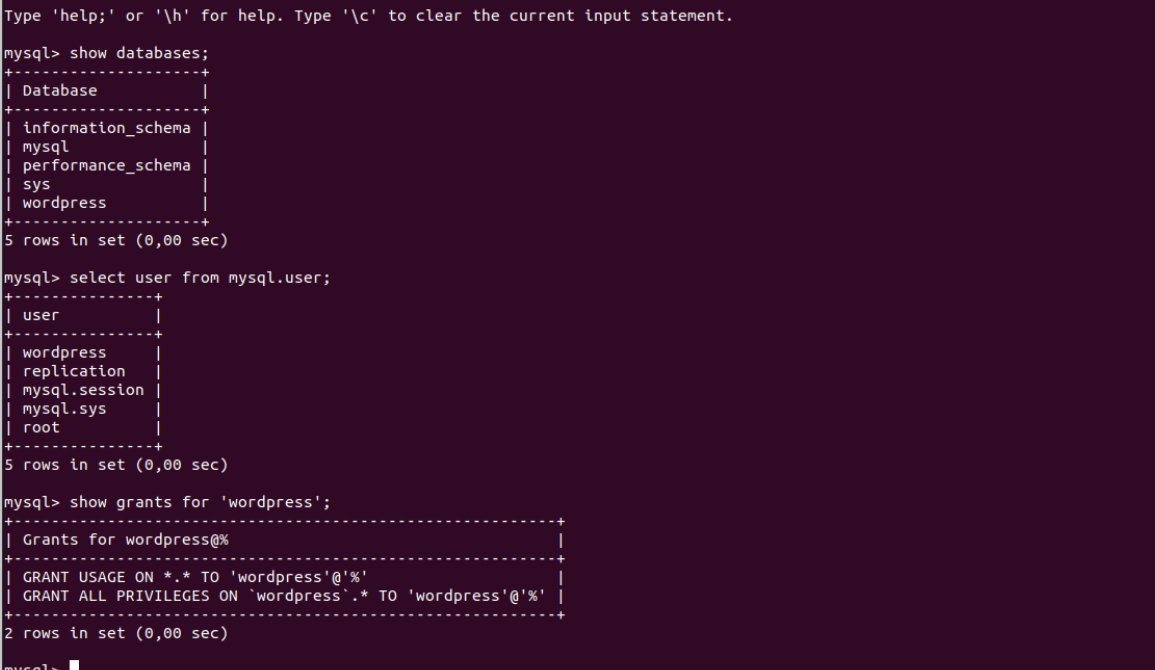 Type 'help;' or '\h' for help. Type '\c' to clear the current input statement.
mysql> show databases;
+--------------------+
| Database           |
+--------------------+
| information_schema |
| mysql              |
| performance_schema |
| sys                |
| wordpress          |
+--------------------+
5 rows in set (0,00 sec)
mysql> select user from mysql.user;
+---------------+
| user          |
+---------------+
| wordpress     |
| replication   |
| mysql.session |
| mysql.sys     |
| root          |
+---------------+
5 rows in set (0,00 sec)
mysql> show grants for 'wordpress';
+----------------------------------------------------------+
| Grants for wordpress@%                                   |
+----------------------------------------------------------+
| GRANT USAGE ON *.* TO 'wordpress'@'%'                    |
| GRANT ALL PRIVILEGES ON `wordpress`.* TO 'wordpress'@'%' |
+----------------------------------------------------------+
2 rows in set (0,00 sec)
mysql>